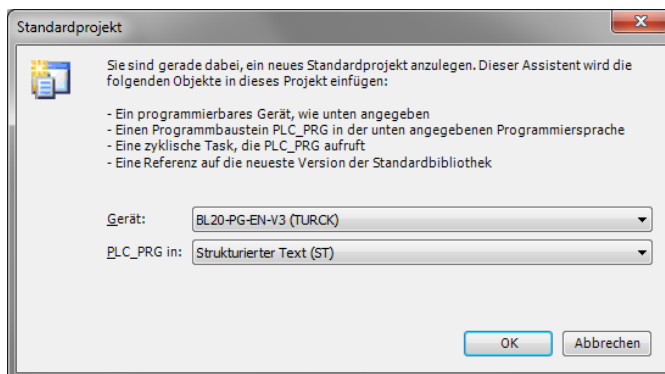 Standardprojekt
Sie sind gerade dabei, ein neues Standardprojekt anzulegen. Dieser Assistent wird die
folgenden Objekte in dieses Projekt einfügen:
- Ein programmierbares Gerät, wie unten angegeben
- Einen Programmbaustein PLC_PRG in der unten angegebenen Programmiersprache
- Eine zyklische Task, die PLC_PRG aufruft
- Eine Referenz auf die neueste Version der Standardbibliothek
Gerät: BL20-PG-EN-V3 (TURCK)
PLC_PRG in: Strukturierter Text (ST)
OK Abbrechen